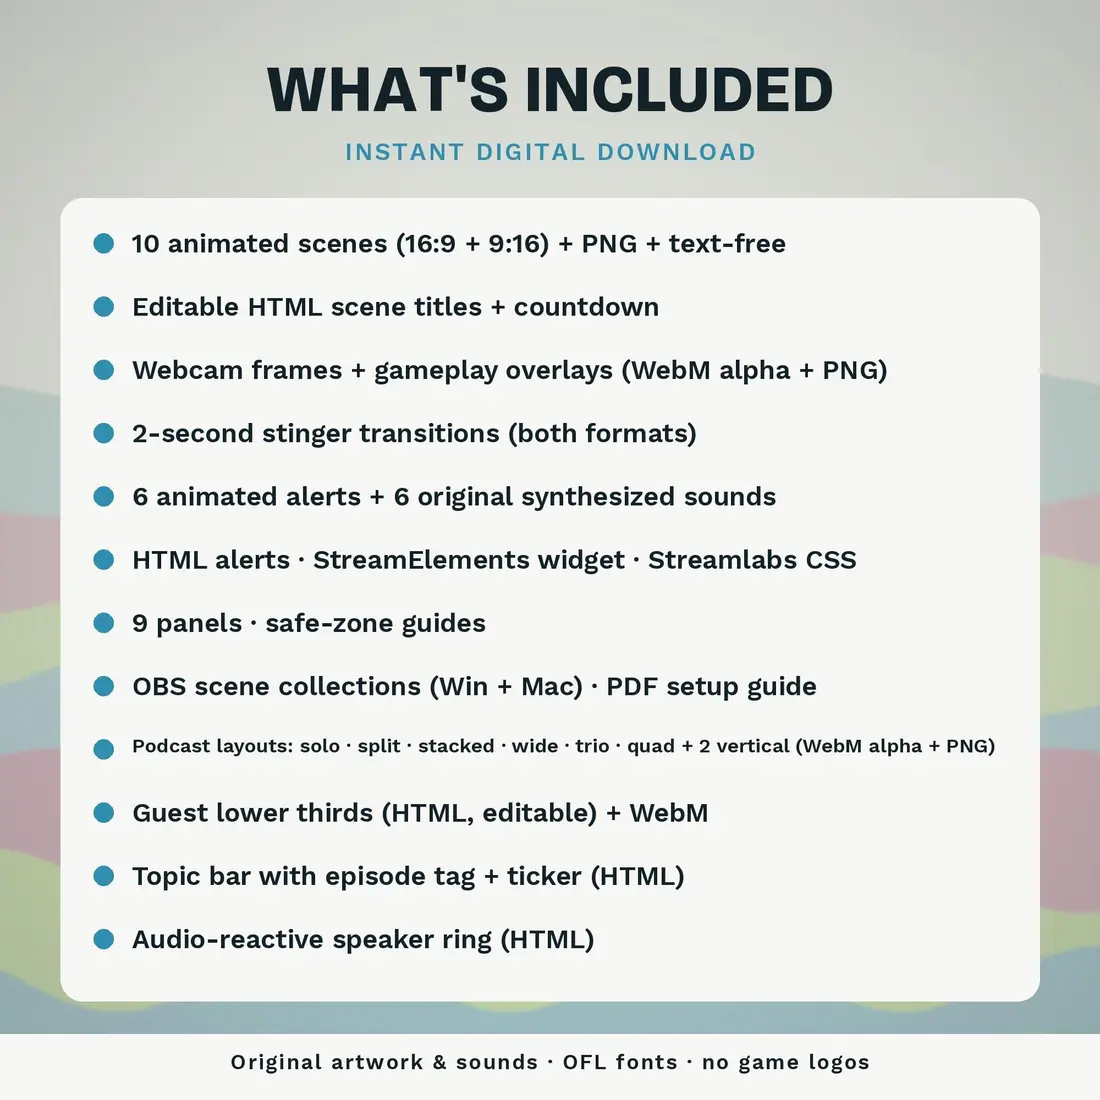 WHAT'S INCLUDED
INSTANT DIGITAL DOWNLOAD
10 animated scenes (16:9 + 9:16) + PNG + text-free
Editable HTML scene titles + countdown
Webcam frames + gameplay overlays (WebM alpha + PNG)
2-second stinger transitions (both formats)
6 animated alerts + 6 original synthesized sounds
HTML alerts · StreamElements widget · Streamlabs CSS
9 panels · safe-zone guides
OBS scene collections (Win + Mac) · PDF setup guide
Podcast layouts: solo · split · stacked · wide · trio · quad + 2 vertical (WebM alpha + PNG)
Guest lower thirds (HTML, editable) + WebM
Topic bar with episode tag + ticker (HTML)
Audio-reactive speaker ring (HTML)
Original artwork & sounds · OFL fonts · no game logos